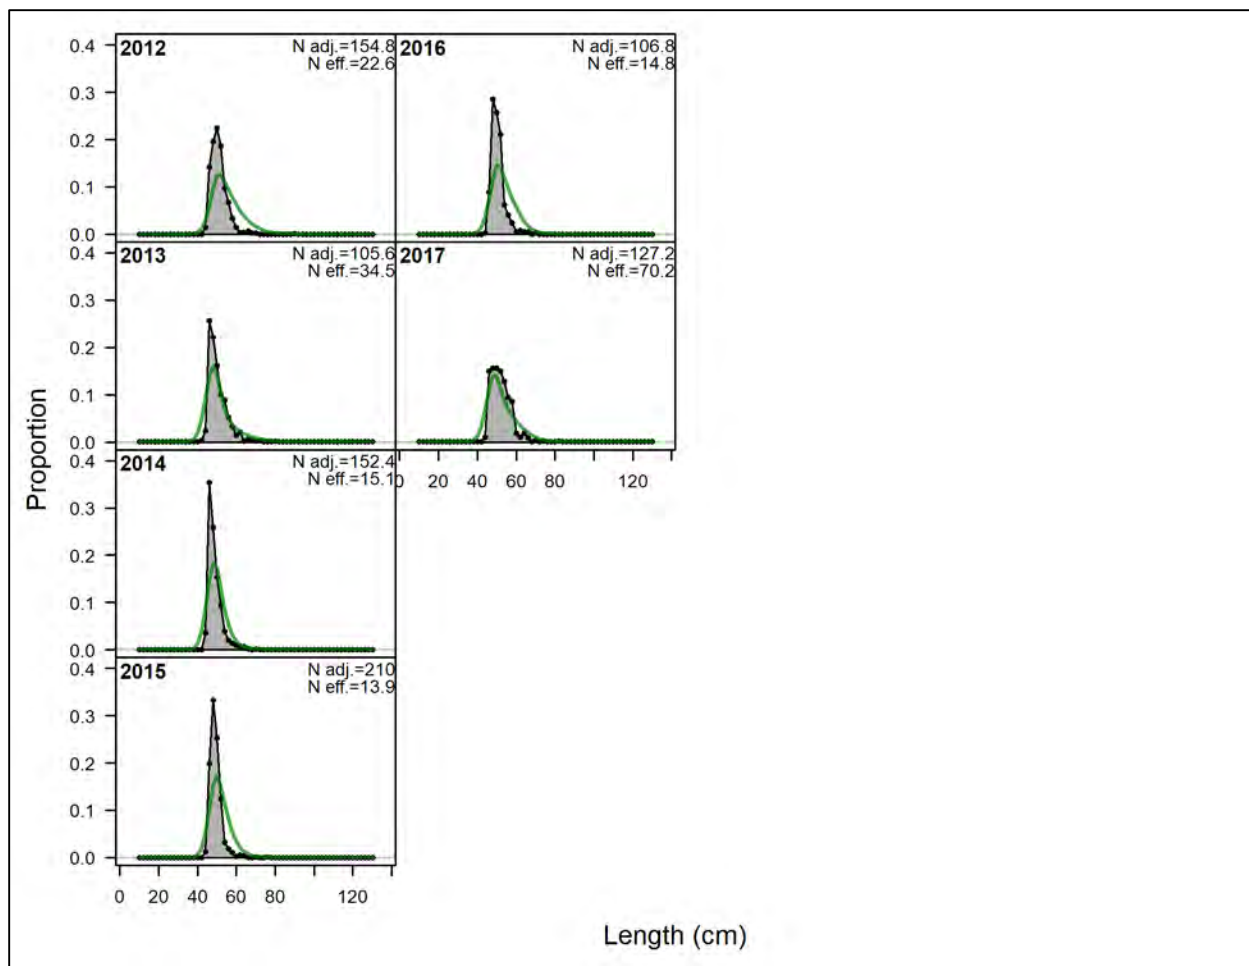 Proportion
2012
N adj.=154.8
N eff.=22.6
0.4
0.3
0.2
0.1
0.0
2016
N adj.=106.8
N eff.=14.8
2013
N adj.=105.6
N eff.=34.5
0.4
0.3
0.2
0.1
0.0
2017
N adj.=127.2
N eff.=70.2
0 20 40 60 80 120
2014
N adj.=152.4
N eff.=15.1
0.4
0.3
0.2
0.1
0.0
2015
N adj.=210
N eff.=13.9
0.4
0.3
0.2
0.1
0.0
0 20 40 60 80 120
Length (cm)